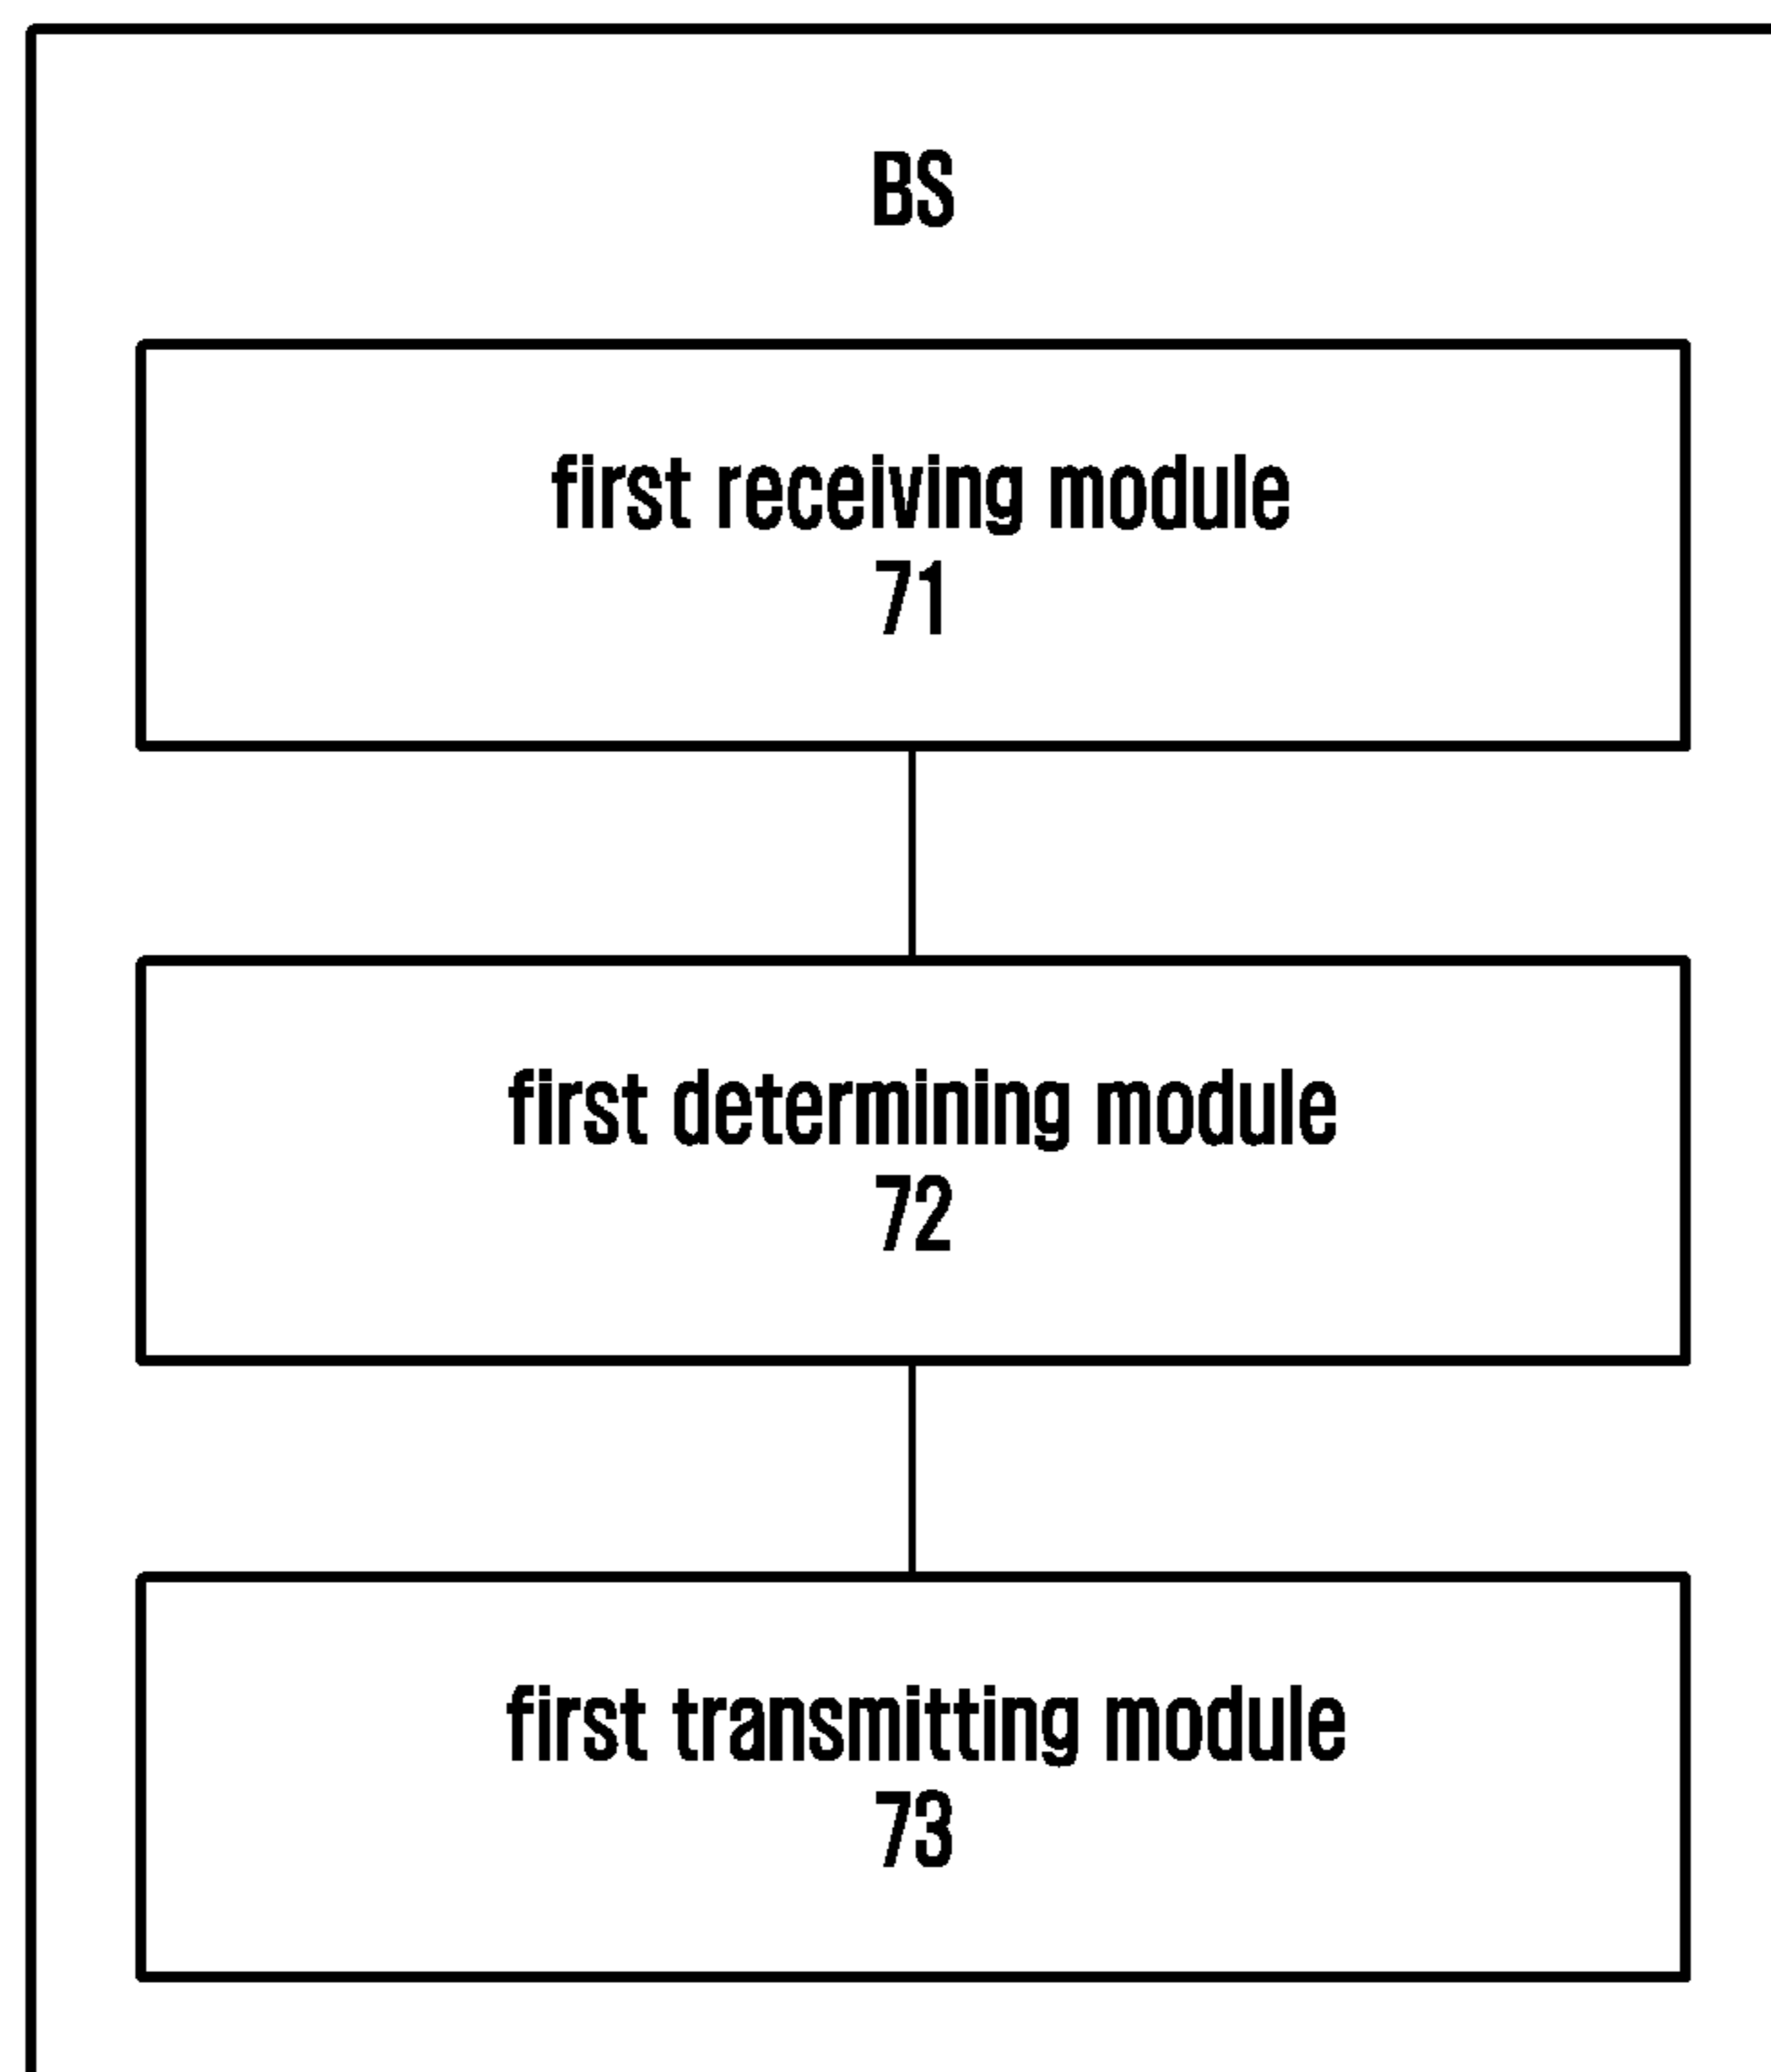 BS
first receiving module
71
first determining module
72
first transmitting module
73